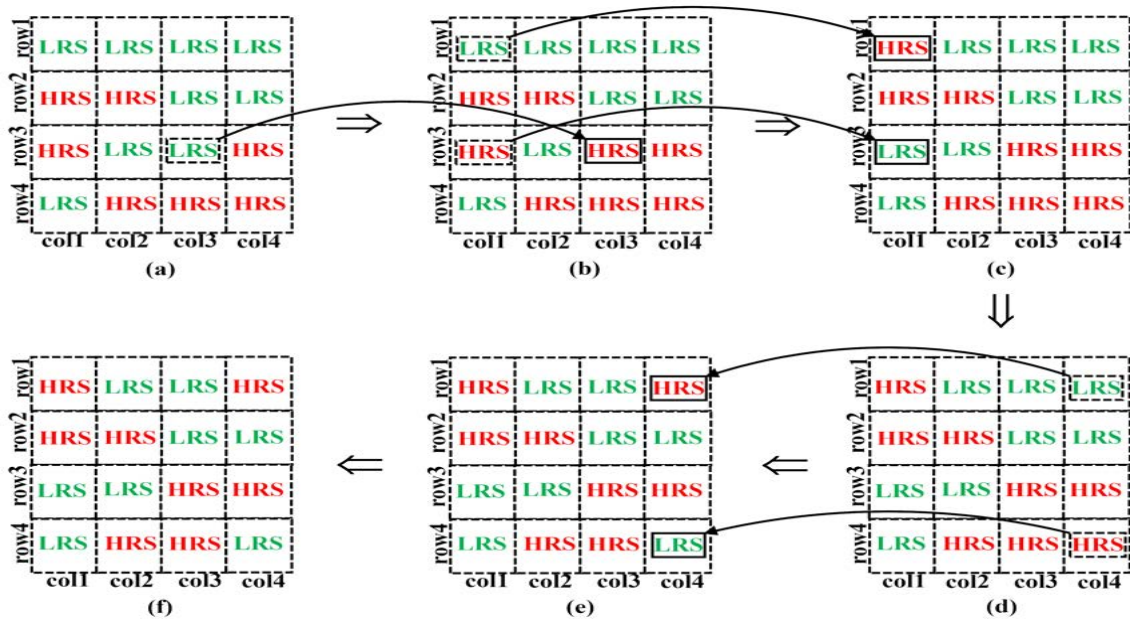 row1 LRS LRS LRS LRS
row2 HRS HRS LRS LRS
row3 HRS LRS LRS HRS
row4 LRS HRS HRS HRS
col1 col2 col3 col4
(a)
row1 LRS LRS LRS LRS
row2 HRS HRS LRS LRS
row3 HRS LRS HRS HRS
row4 LRS HRS HRS HRS
col1 col2 col3 col4
(b)
row1 HRS LRS LRS LRS
row2 HRS HRS LRS LRS
row3 LRS LRS HRS HRS
row4 LRS HRS HRS HRS
col1 col2 col3 col4
(c)
⇒ ⇒
⇓
row1 HRS LRS LRS HRS
row2 HRS HRS LRS LRS
row3 LRS LRS HRS HRS
row4 LRS HRS HRS LRS
col1 col2 col3 col4
(f)
row1 HRS LRS LRS HRS
row2 HRS HRS LRS LRS
row3 LRS LRS HRS HRS
row4 LRS HRS HRS LRS
col1 col2 col3 col4
(e)
row1 HRS LRS LRS LRS
row2 HRS HRS LRS LRS
row3 LRS LRS HRS HRS
row4 LRS HRS HRS HRS
col1 col2 col3 col4
(d)
⇐ ⇐